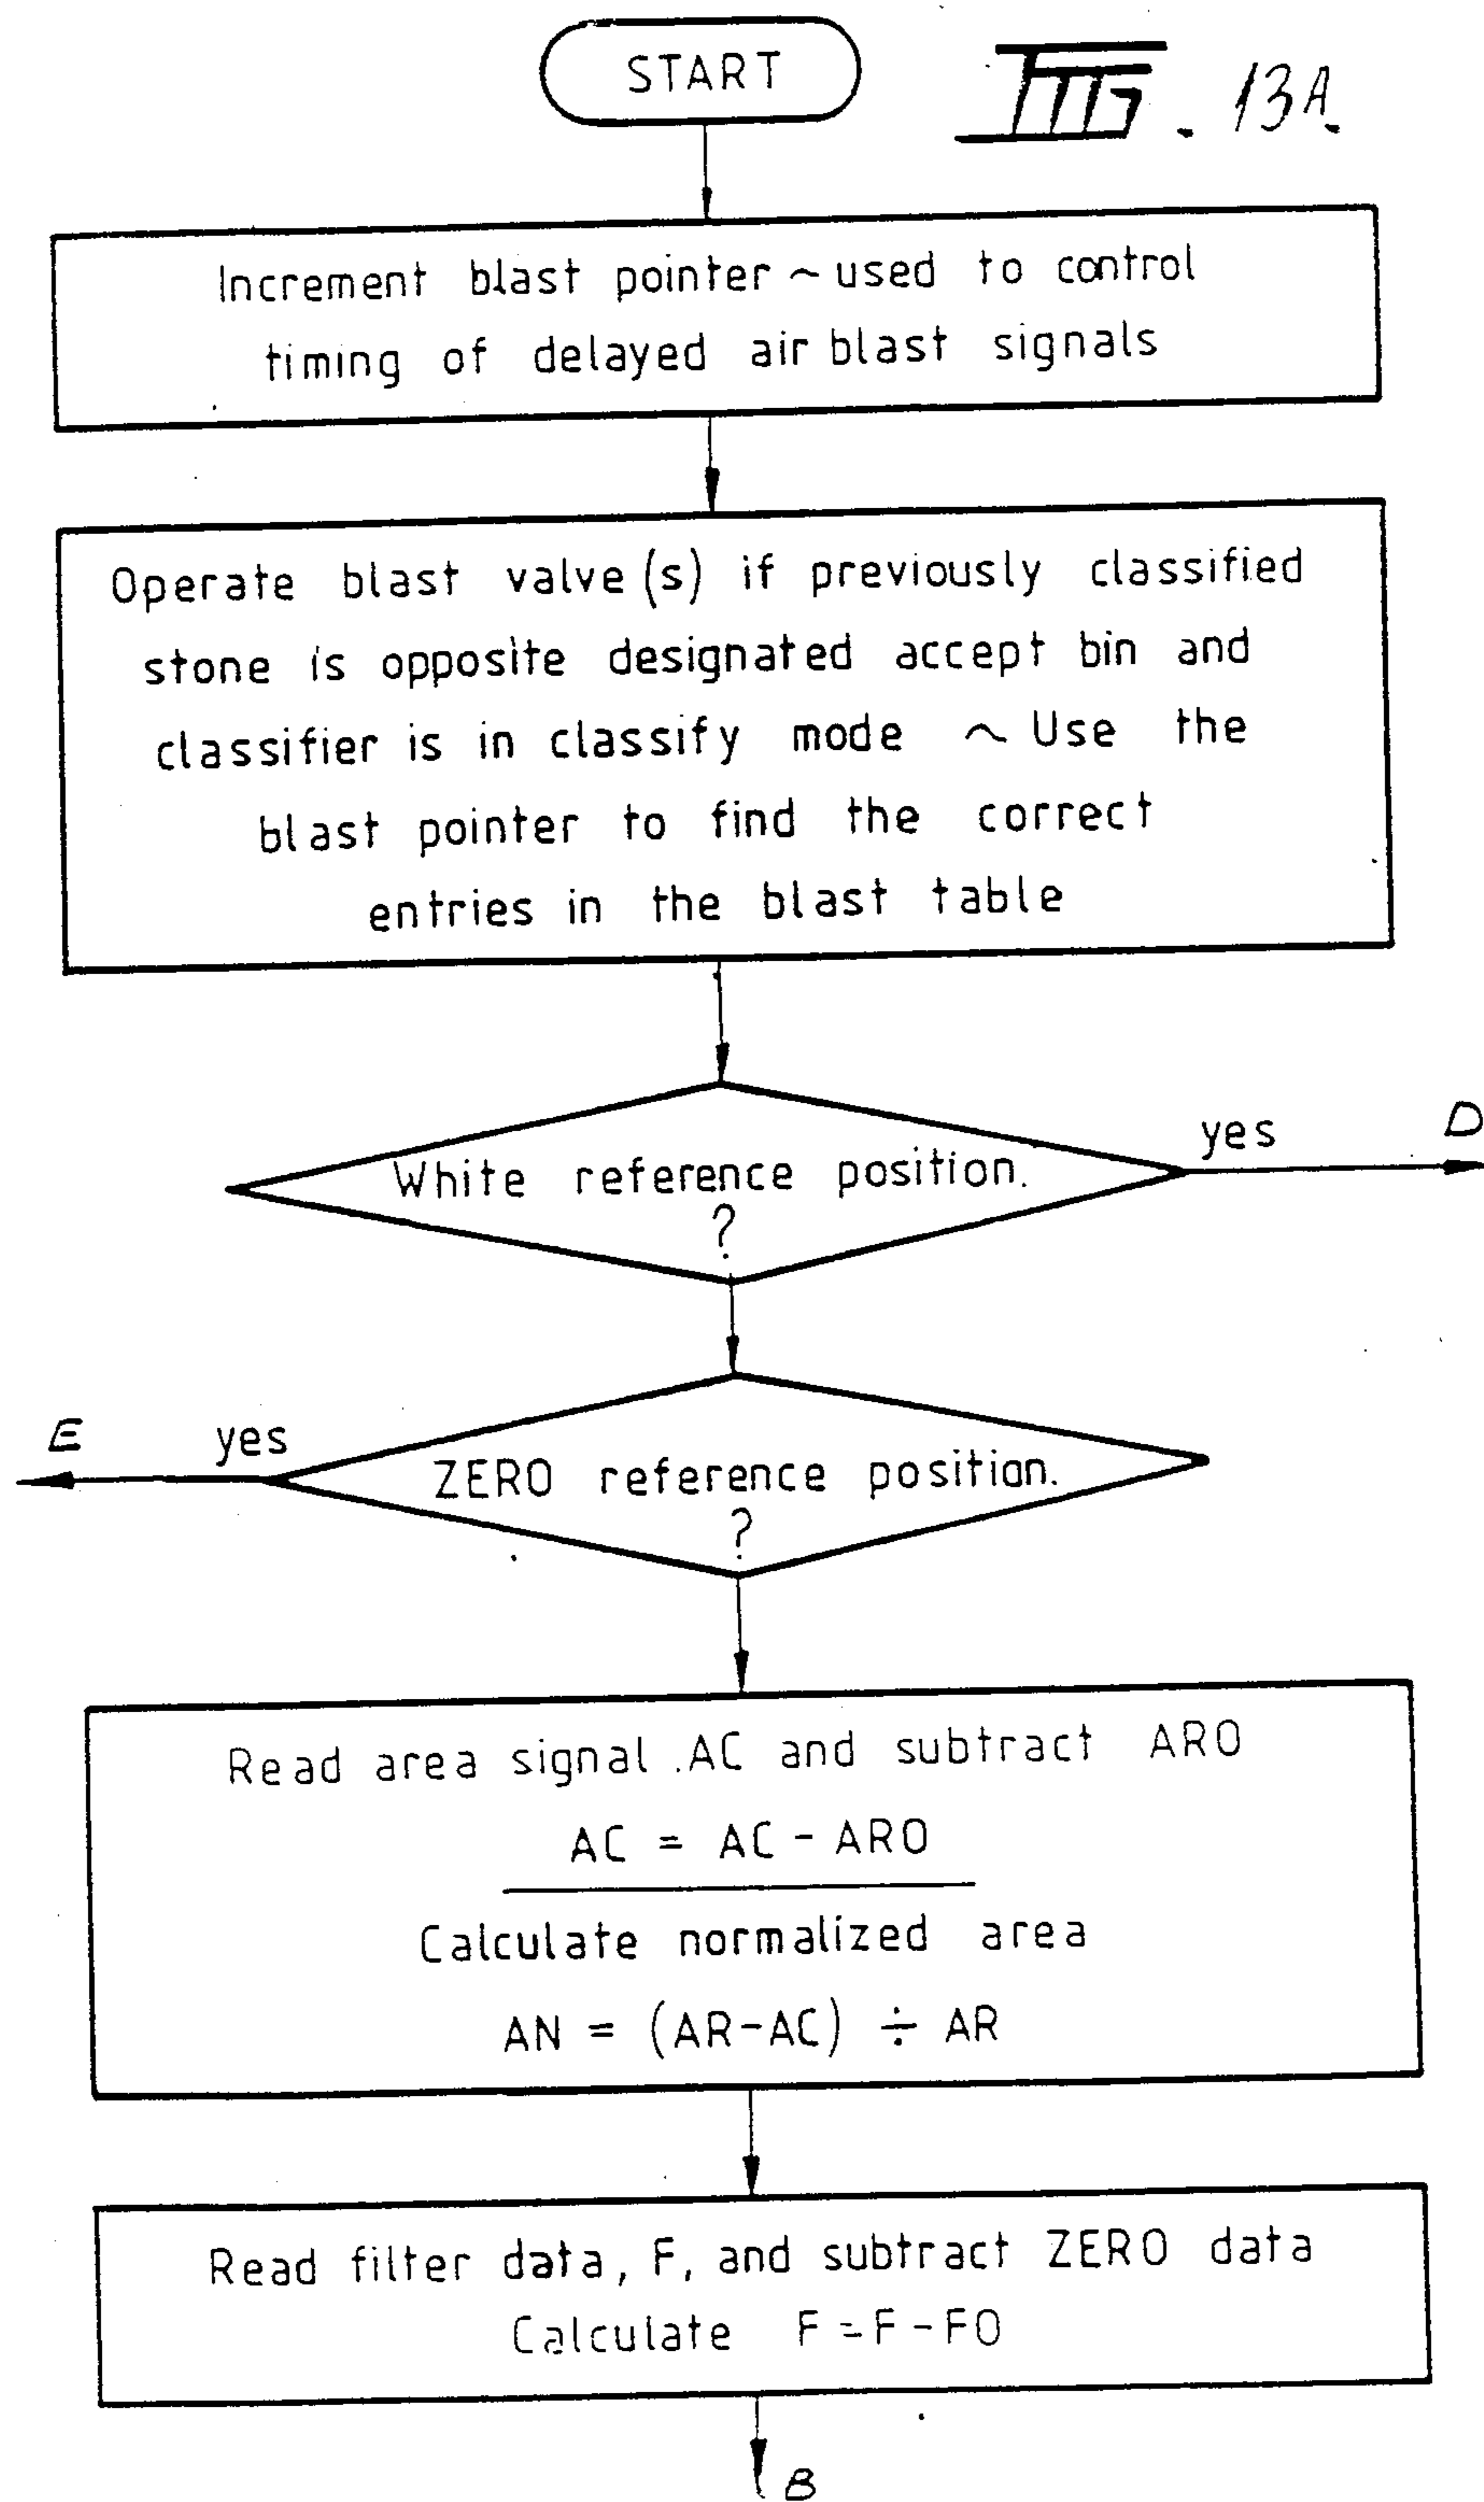 START
FIG. 13A.
Increment blast pointer ~ used to control
timing of delayed air blast signals
Operate blast valve (s) if previously classified
stone is opposite designated accept bin and
classifier is in classify mode ~ Use the
blast pointer to find the correct
entries in the blast table
yes
D
White reference position.
?
E
yes
ZERO reference position.
?
Read area signal .AC and subtract ARO
AC = AC - ARO
Calculate normalized area
AN = (AR-AC) ÷ AR
Read filter data, F, and subtract ZERO data
Calculate F = F - FO
B